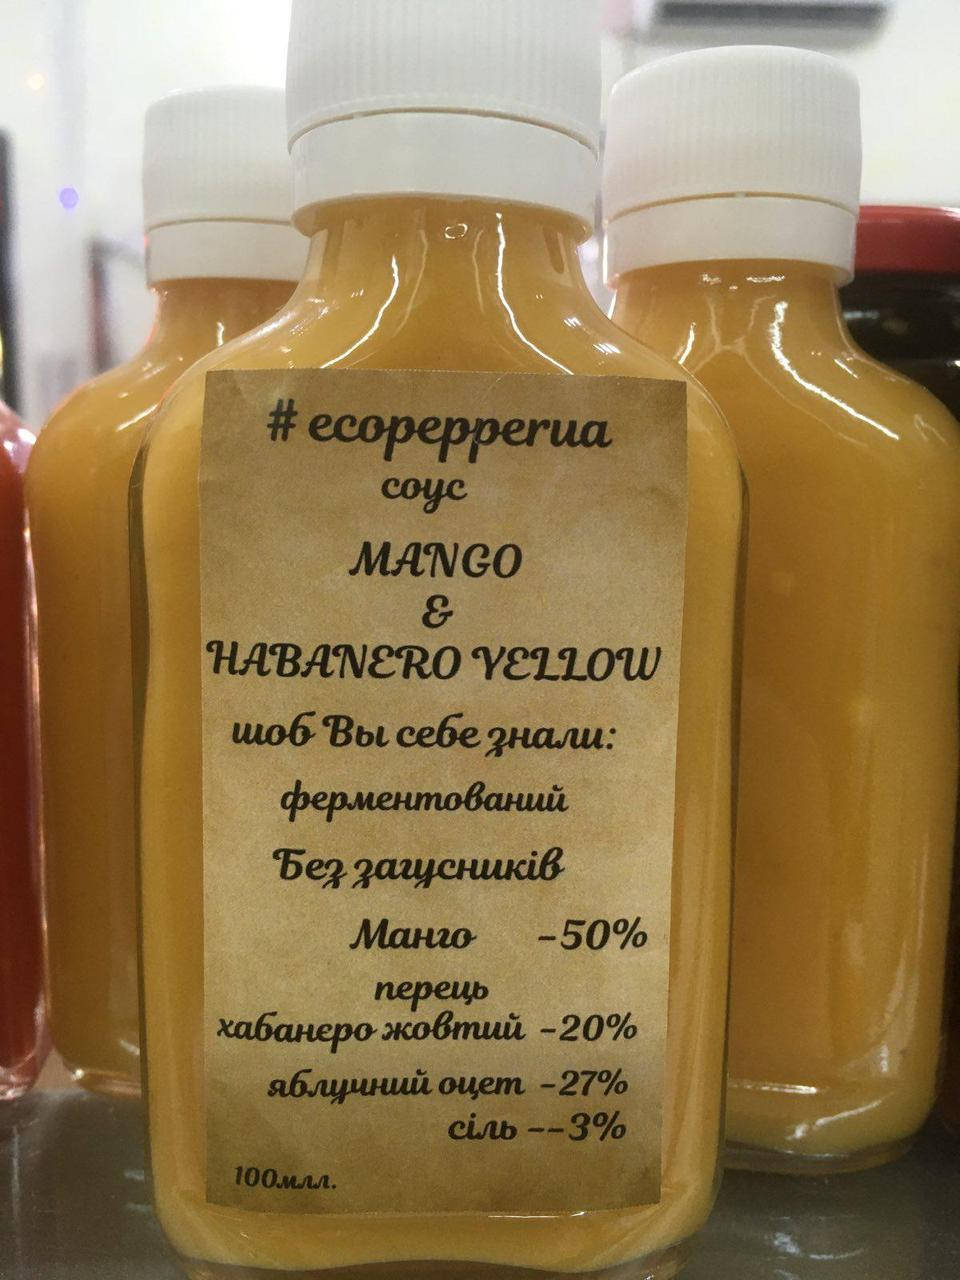 # ecopepperua
соус
MANGO
&
HABANERO YELLOW
шоб Вы себе знали:
ферментований
Без загусників
Манго -50%
перець
хабанеро жовтий -20%
яблучний оцет -27%
сіль --3%
100млл.